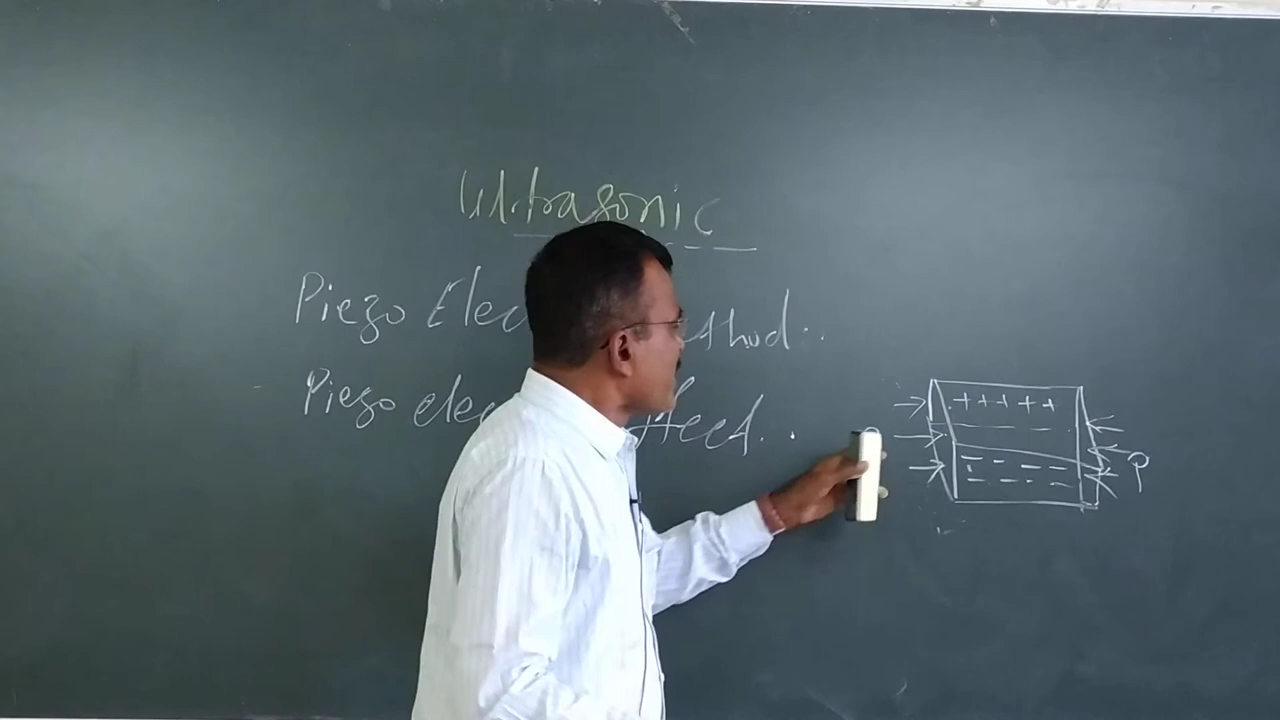 Ultrasonic
Piezo Elec thod.
Piezo elec ffect.
+ + + + +
- - - -
- - - -
P